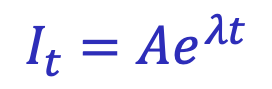 I_t = Ae^{λt}